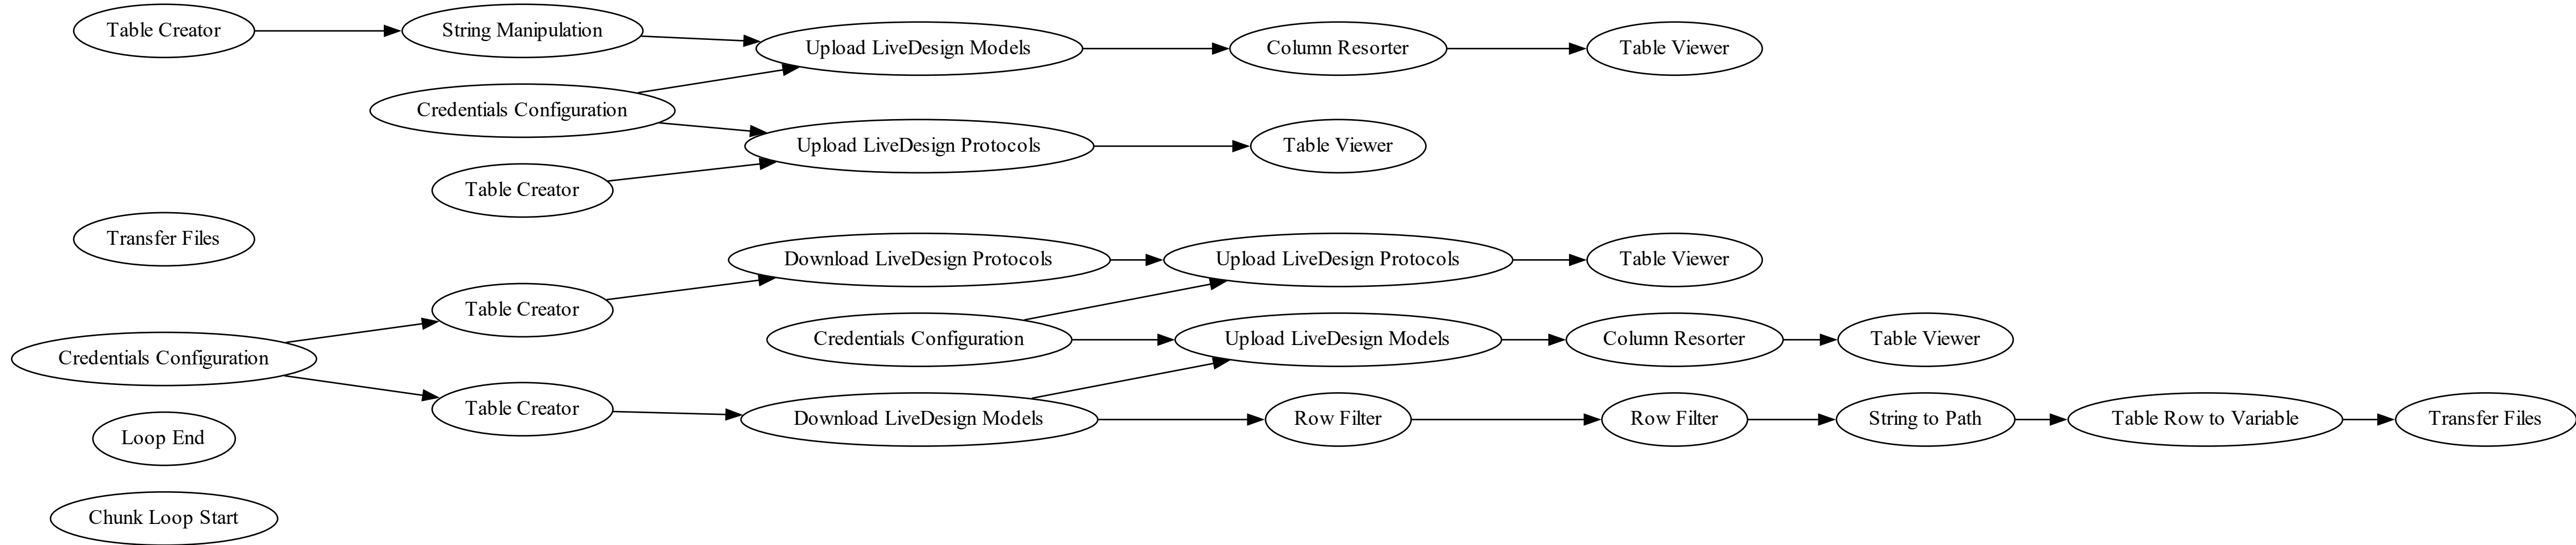 Table Creator
String Manipulation
Upload LiveDesign Models
Column Resorter
Table Viewer
Credentials Configuration
Upload LiveDesign Protocols
Table Viewer
Table Creator
Transfer Files
Download LiveDesign Protocols
Upload LiveDesign Protocols
Table Viewer
Table Creator
Credentials Configuration
Credentials Configuration
Upload LiveDesign Models
Column Resorter
Table Viewer
Table Creator
Download LiveDesign Models
Row Filter
Row Filter
String to Path
Table Row to Variable
Transfer Files
Loop End
Chunk Loop Start